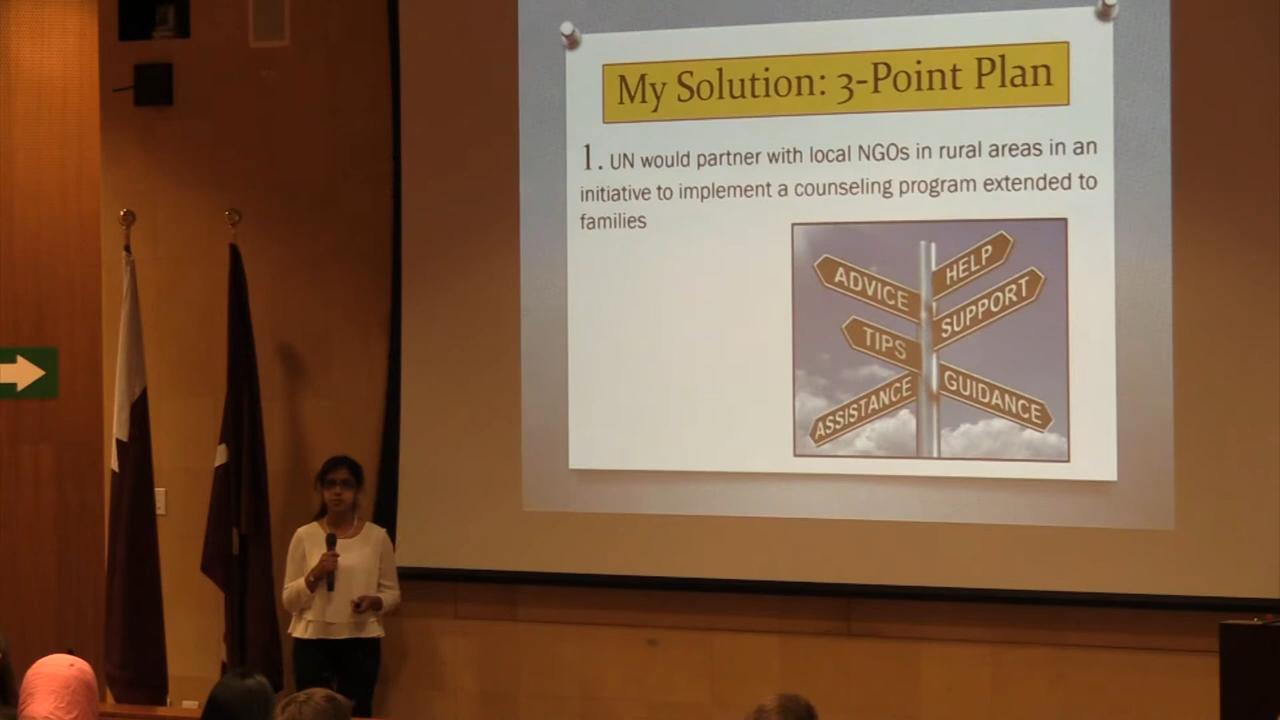 My Solution: 3-Point Plan
1. UN would partner with local NGOs in rural areas in an
initiative to implement a counseling program extended to
families
ADVICE
HELP
SUPPORT
TIPS
ASSISTANCE
GUIDANCE